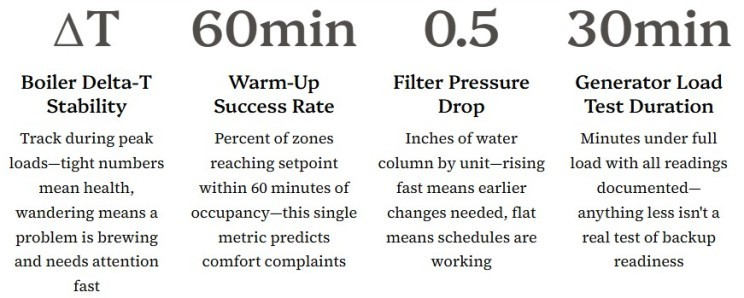 ΔT
Boiler Delta-T
Stability
Track during peak
loads—tight numbers
mean health,
wandering means a
problem is brewing
and needs attention
fast
60min
Warm-Up
Success Rate
Percent of zones
reaching setpoint
within 60 minutes of
occupancy—this single
metric predicts
comfort complaints
0.5
Filter Pressure
Drop
Inches of water
column by unit—rising
fast means earlier
changes needed, flat
means schedules are
working
30min
Generator Load
Test Duration
Minutes under full
load with all readings
documented—
anything less isn't a
real test of backup
readiness